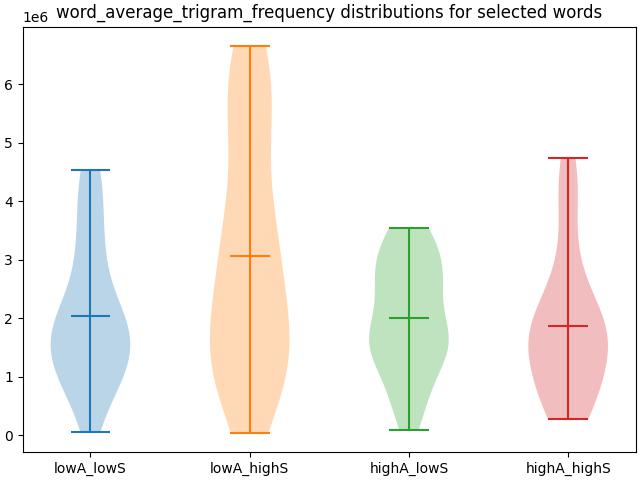 word_average_trigram_frequency distributions for selected words
1e6
6
5
4
3
2
1
0
lowA_lowS lowA_highS highA_lowS highA_highS